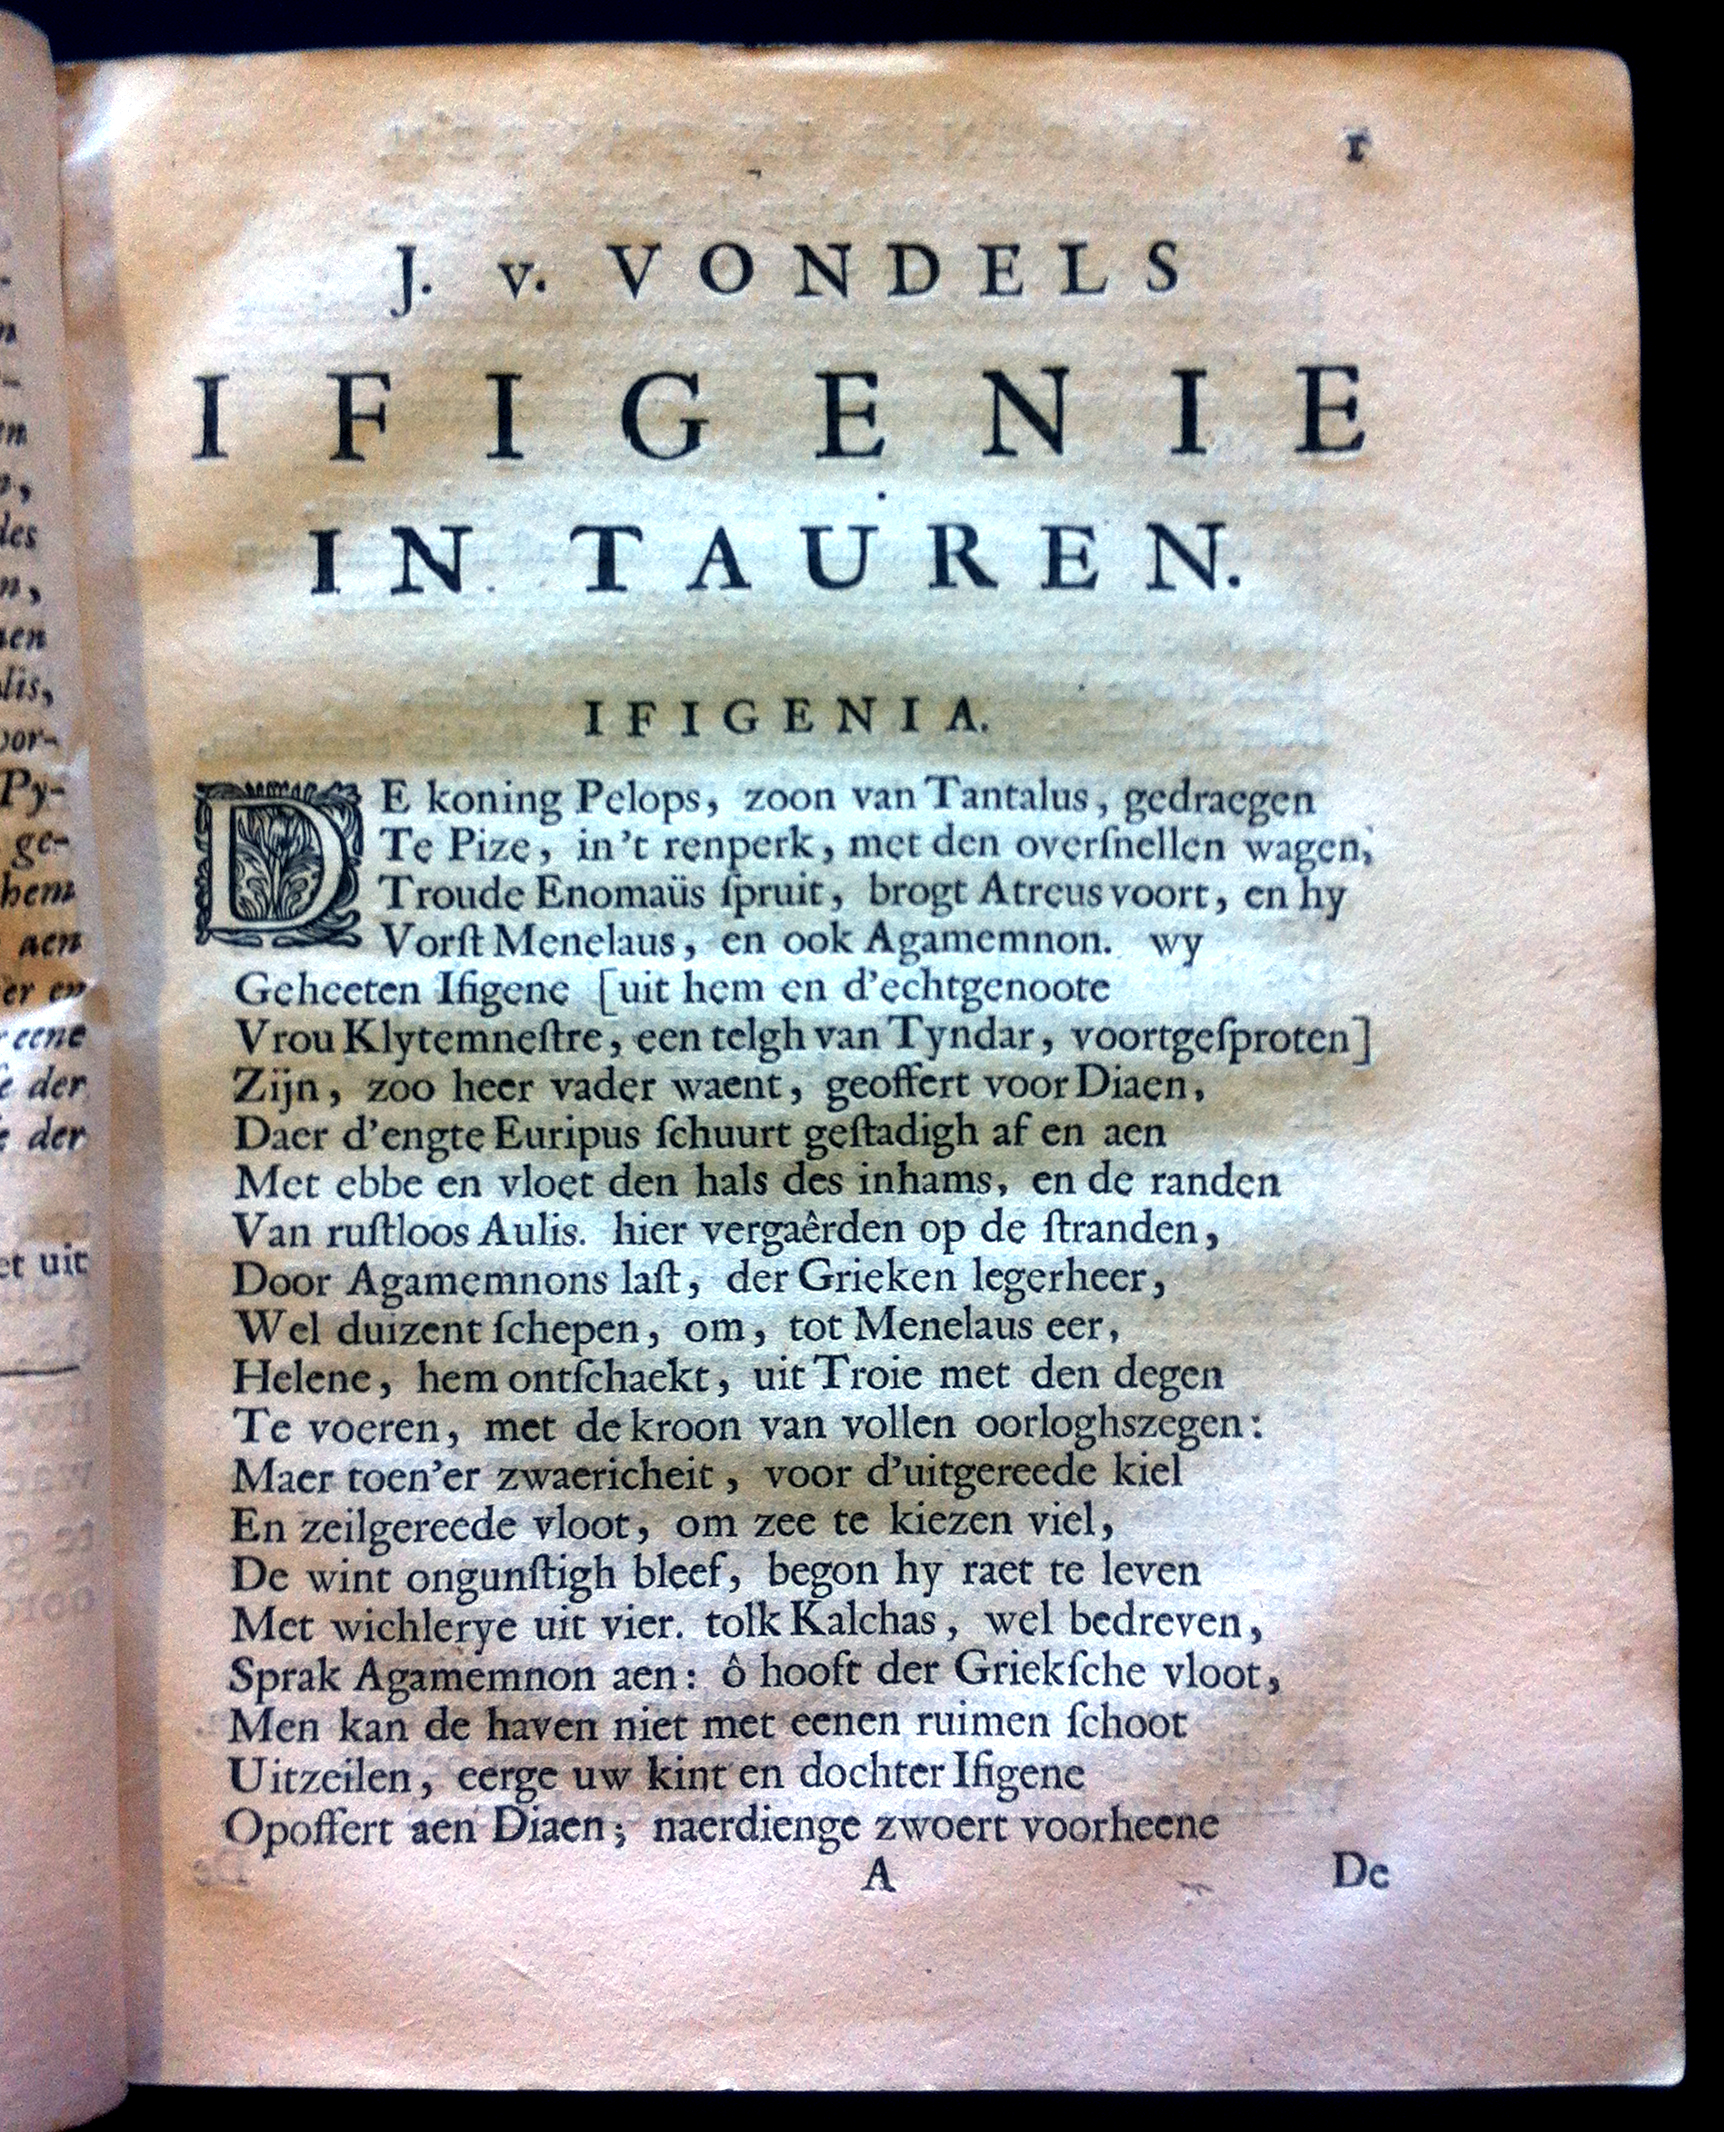 1
J. v. VONDELS
IFIGENIE
IN TAUREN.
IFIGENIA.
DE koning Pelops, zoon van Tantalus, gedraegen
Te Pize, in 't renperk, met den overſnellen wagen,
Troude Enomaüs ſpruit, brogt Atreus voort, en hy
Vorſt Menelaus, en ook Agamemnon. wy
Geheeten Ifigene [uit hem en d'echtgenoote
Vrou Klytemneſtre, een telgh van Tyndar, voortgeſproten]
Zijn, zoo heer vader waent, geoffert voor Diaen,
Daer d'engte Euripus ſchuurt geſtadigh af en aen
Met ebbe en vloet den hals des inhams, en de randen
Van ruſtloos Aulis. hier vergaêrden op de ſtranden,
Door Agamemnons laſt, der Grieken legerheer,
Wel duizent ſchepen, om, tot Menelaus eer,
Helene, hem ontſchaekt, uit Troie met den degen
Te voeren, met de kroon van vollen oorloghszegen:
Maer toen'er zwaericheit, voor d'uitgereede kiel
En zeilgereede vloot, om zee te kiezen viel,
De wint ongunſtigh bleef, begon hy raet te leven
Met wichlerye uit vier. tolk Kalchas, wel bedreven,
Sprak Agamemnon aen: ô hooft der Griekſche vloot,
Men kan de haven niet met eenen ruimen ſchoot
Uitzeilen, eerge uw kint en dochter Ifigene
Opoffert aen Diaen; naerdienge zwoert voorheene
A De